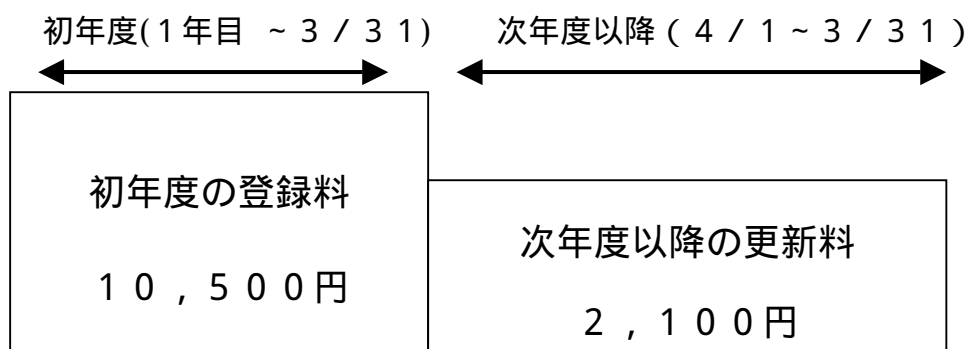 初年度(1年目 ~3/31)
次年度以降(4/1~3/31)
初年度の登録料
10,500円
次年度以降の更新料
2,100円